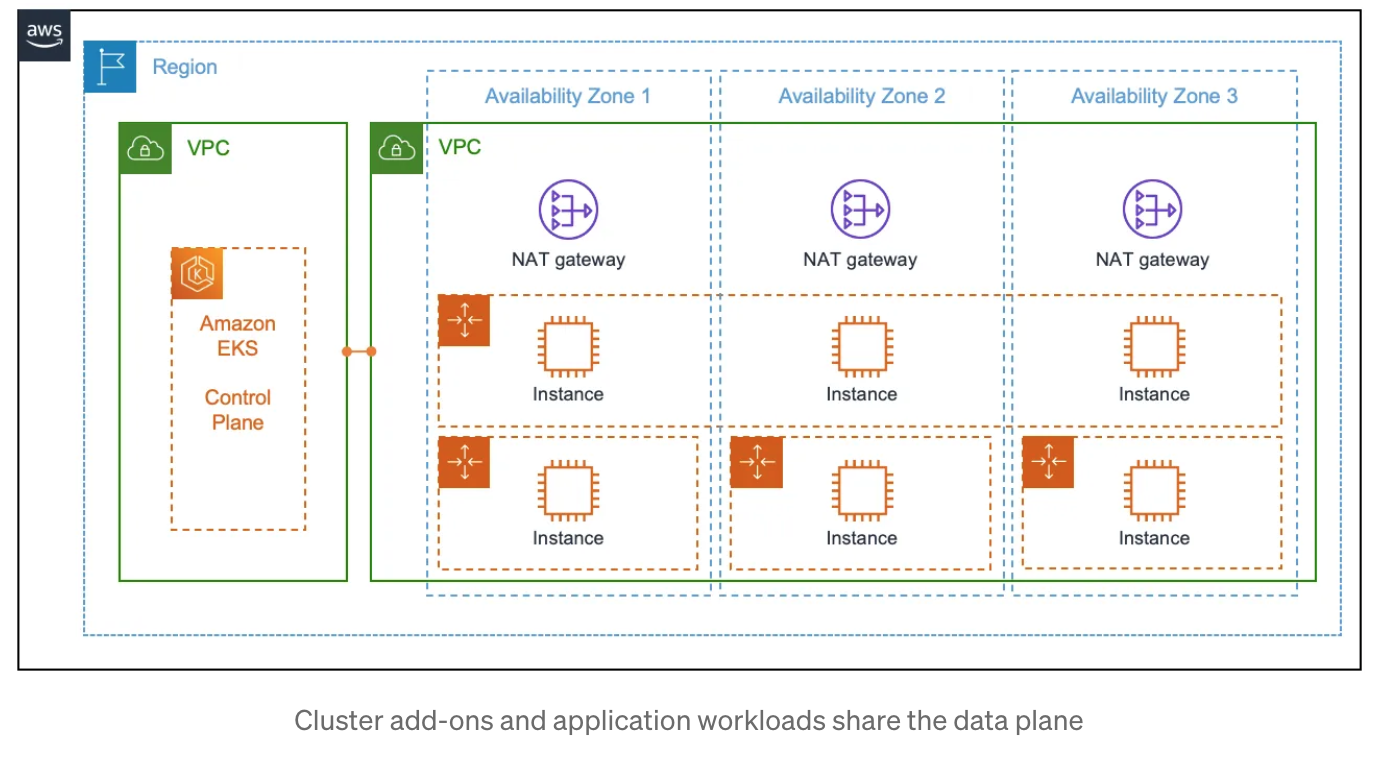 aws
Region
Availability Zone 1
Availability Zone 2
Availability Zone 3
VPC
VPC
NAT gateway
NAT gateway
NAT gateway
K
Amazon
EKS
Control
Plane
Instance
Instance
Instance
Instance
Instance
Instance
Cluster add-ons and application workloads share the data plane